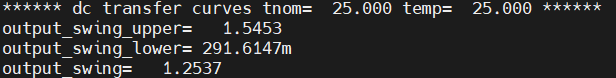 ****** dc transfer curves tnom=  25.000 temp=  25.000 ******
output_swing_upper=   1.5453
output_swing_lower= 291.6147m
output_swing=   1.2537